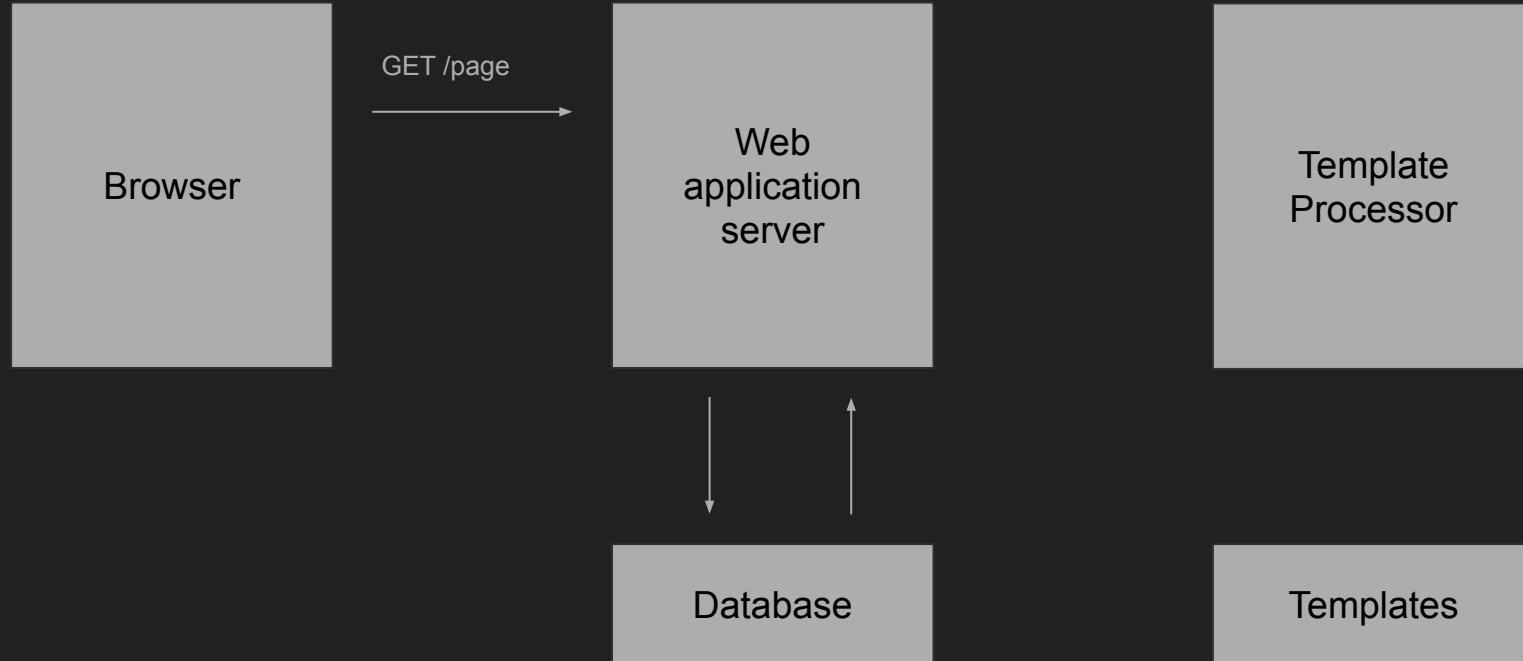 GET /page
Browser
Web
application
server
Template
Processor
Database
Templates